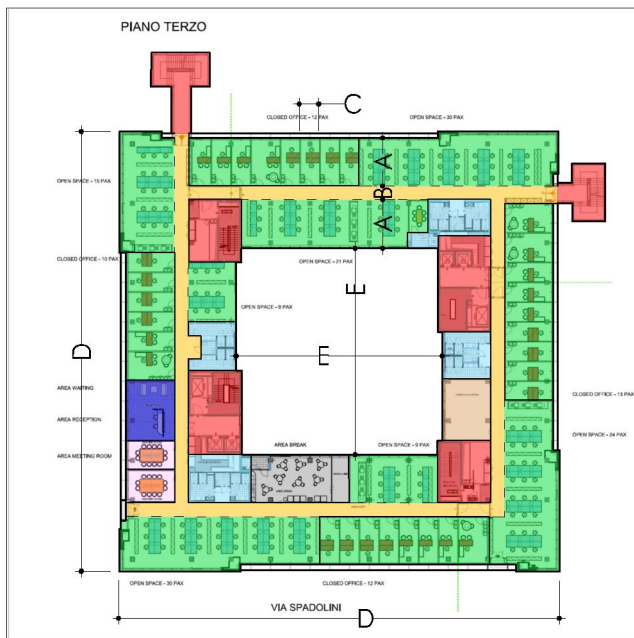 PIANO TERZO
C
CLOSED OFFICE - 12 PAX
OPEN SPACE - 30 PAX
A
OPEN SPACE - 15 PAX
B
A
CLOSED OFFICE - 10 PAX
OPEN SPACE - 21 PAX
E
OPEN SPACE - 9 PAX
D
E
AREA WAITING
CLOSED OFFICE - 13 PAX
AREA RECEPTION
OPEN SPACE - 24 PAX
AREA BREAK
OPEN SPACE - 9 PAX
AREA MEETING ROOM
OPEN SPACE - 30 PAX
CLOSED OFFICE - 12 PAX
VIA SPADOLINI
D